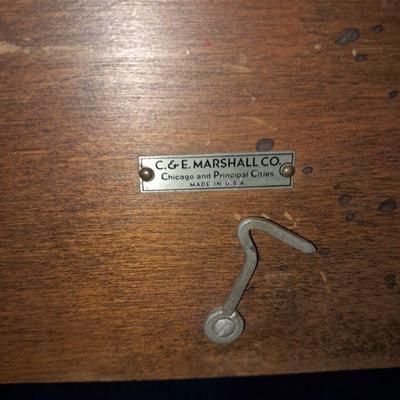 C. & E. MARSHALL CO.
Chicago and Principal Cities
MADE IN U.S.A.